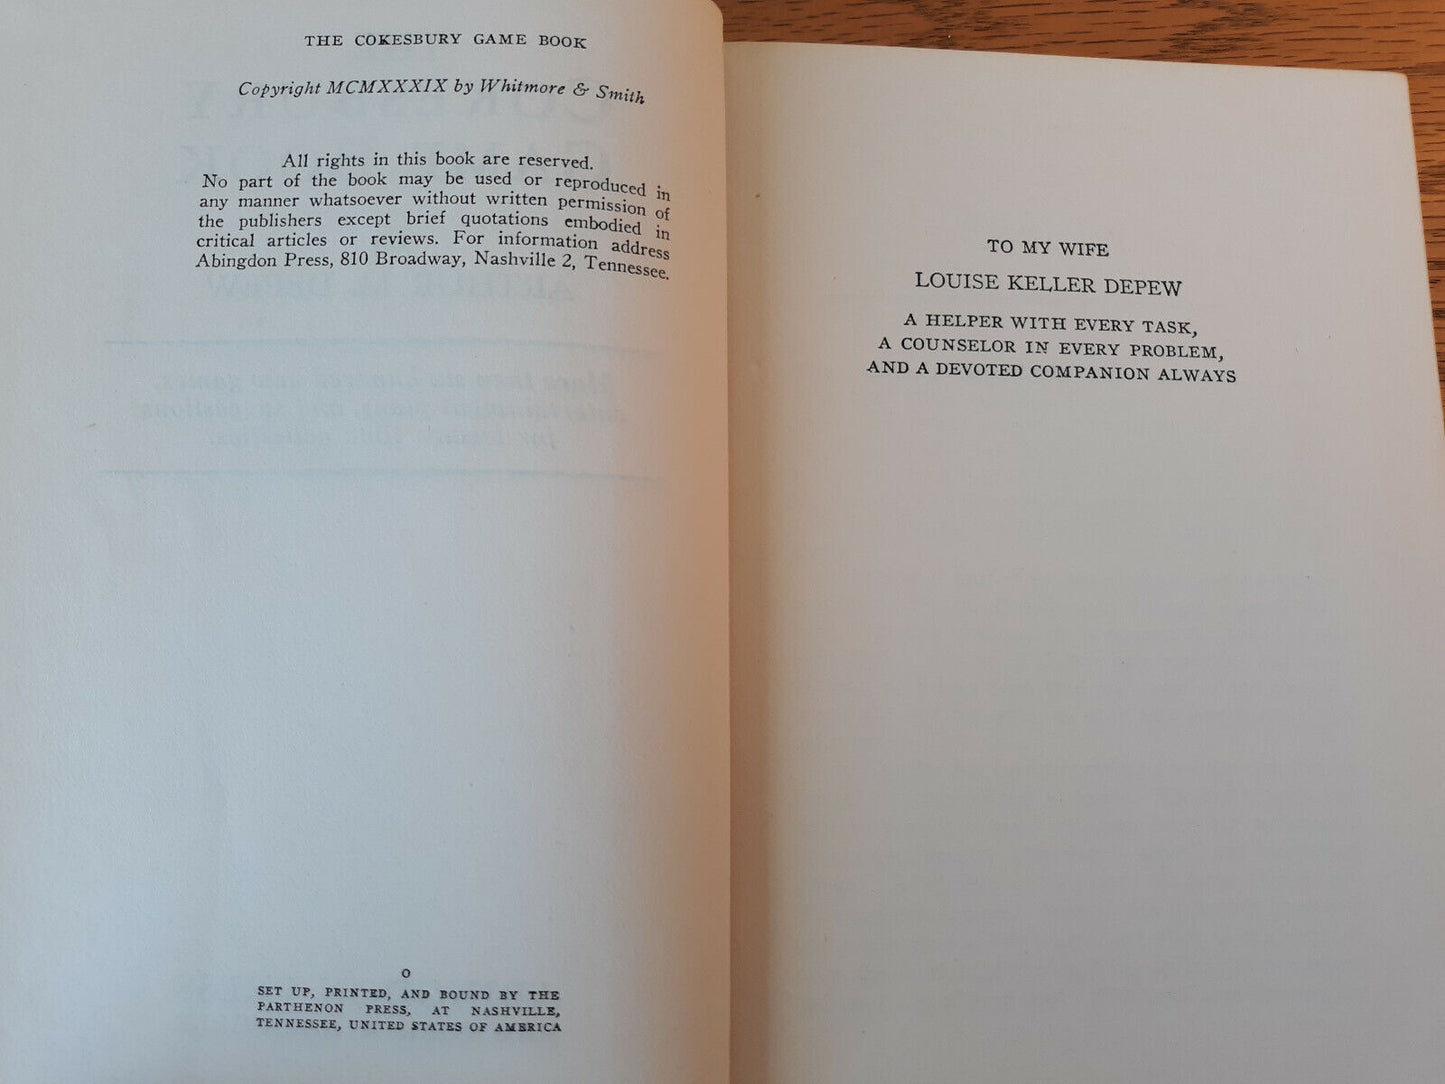 THE COKESBURY GAME BOOK
Copyright MCMXXXIX by Whitmore & Smith
All rights in this book are reserved.
No part of the book may be used or reproduced in
any manner whatsoever without written permission of
the publishers except brief quotations embodied in
critical articles or reviews. For information address
Abingdon Press, 810 Broadway, Nashville 2, Tennessee.
O
SET UP, PRINTED, AND BOUND BY THE
PARTHENON PRESS, AT NASHVILLE,
TENNESSEE, UNITED STATES OF AMERICA
TO MY WIFE
LOUISE KELLER DEPEW
A HELPER WITH EVERY TASK,
A COUNSELOR IN EVERY PROBLEM,
AND A DEVOTED COMPANION ALWAYS